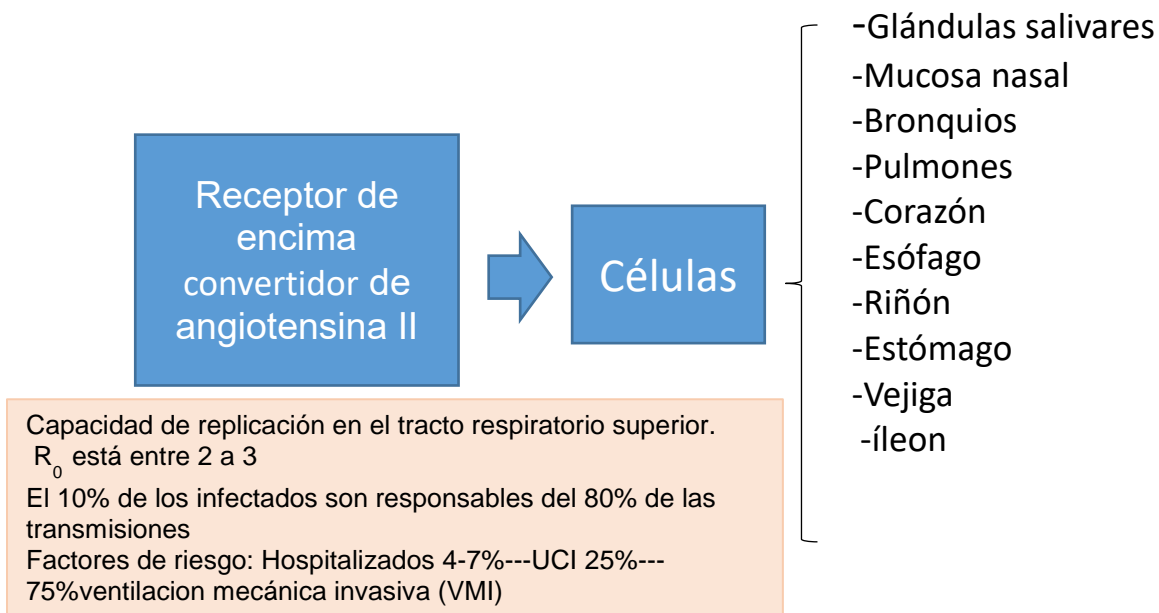 Receptor de
encima
convertidor de
angiotensina II
Células
-Glándulas salivares
-Mucosa nasal
-Bronquios
-Pulmones
-Corazón
-Esófago
-Riñón
-Estómago
-Vejiga
-íleon
Capacidad de replicación en el tracto respiratorio superior.
R0 está entre 2 a 3
El 10% de los infectados son responsables del 80% de las
transmisiones
Factores de riesgo: Hospitalizados 4-7%---UCI 25%---
75%ventilacion mecánica invasiva (VMI)